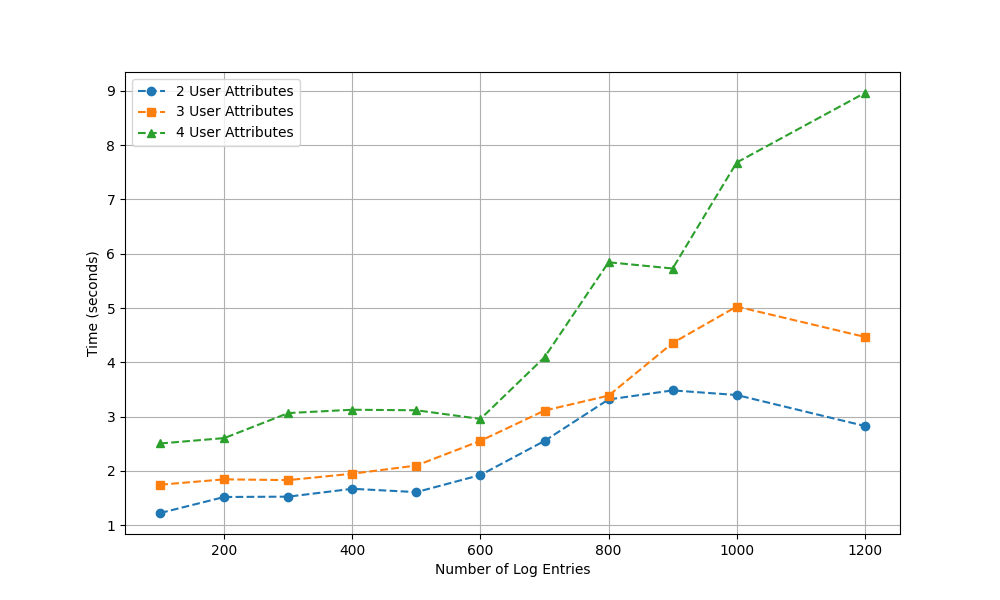 2 User Attributes
3 User Attributes
4 User Attributes
9
8
7
6
5
4
3
2
1
Time (seconds)
200 400 600 800 1000 1200
Number of Log Entries